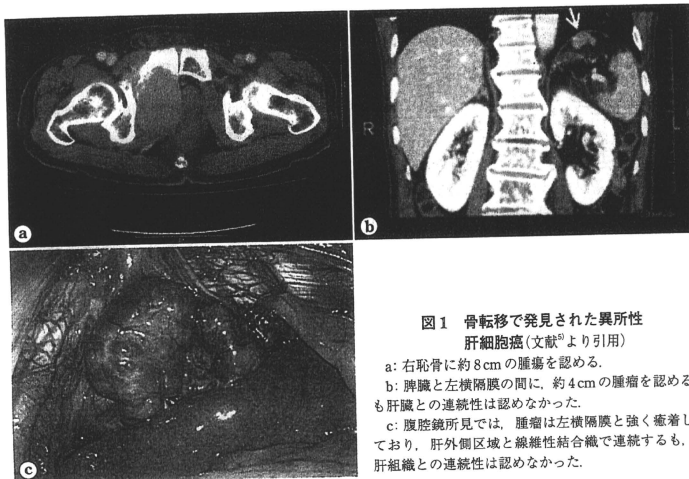 R
L
a
b
c
図1 骨転移で発見された異所性
肝細胞癌(文献5)より引用)
a: 右恥骨に約8cmの腫瘍を認める.
b: 脾臓と左横隔膜の間に, 約4cmの腫瘤を認める
も肝臓との連続性は認めなかった.
c: 腹腔鏡所見では, 腫瘤は左横隔膜と強く癒着し
ており, 肝外側区域と線維性結合織で連続するも,
肝組織との連続性は認めなかった.